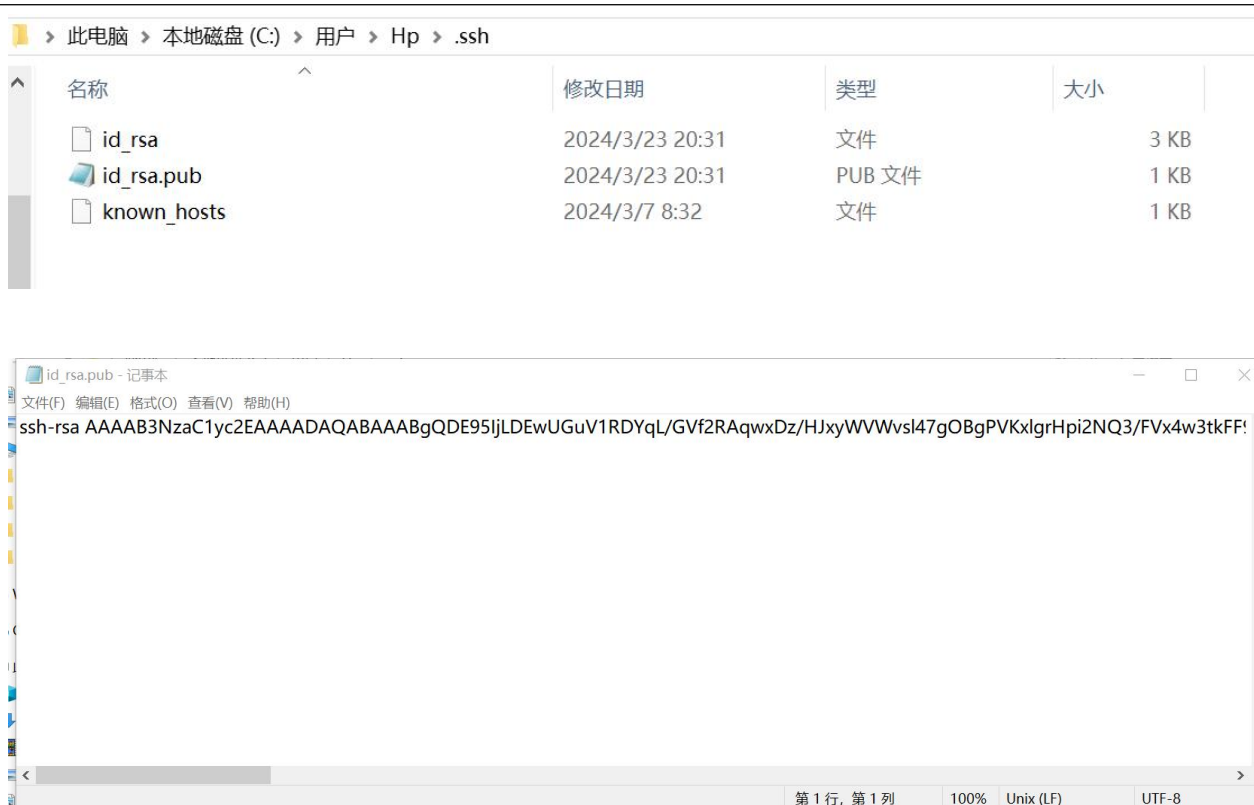 此电脑 > 本地磁盘 (C:) > 用户 > Hp > .ssh
名称 修改日期 类型 大小
id_rsa 2024/3/23 20:31 文件 3 KB
id_rsa.pub 2024/3/23 20:31 PUB 文件 1 KB
known_hosts 2024/3/7 8:32 文件 1 KB
id_rsa.pub - 记事本
文件(F) 编辑(E) 格式(O) 查看(V) 帮助(H)
ssh-rsa AAAAB3NzaC1yc2EAAAADAQABAAABgQDE95IjLDEwUGuV1RDYqL/GVf2RAqwxDz/HJxyWVWvsl47gOBgPVKxlgrHpi2NQ3/FVx4w3tkFF9
第 1 行, 第 1 列 100% Unix (LF) UTF-8